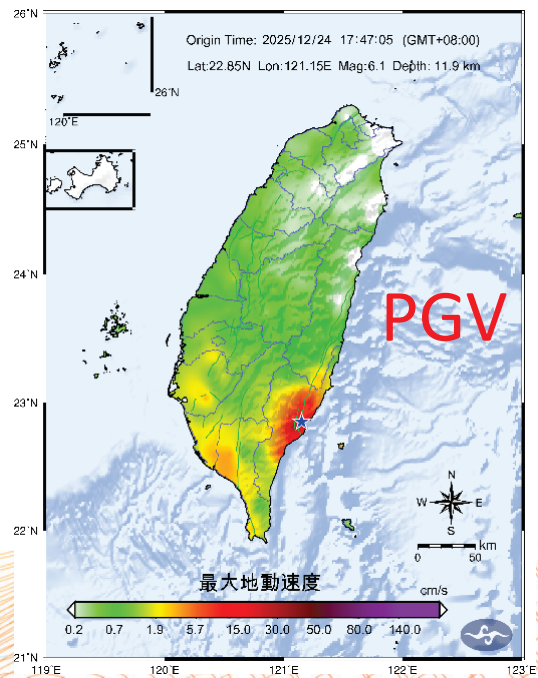 26°N
Origin Time: 2025/12/24 17:47:05 (GMT+08:00)
Lat:22.85N Lon:121.15E Mag:6.1 Depth: 11.9 km
26°N
120°E
25°N
24°N
PGV
23°N
N
W E
S
22°N
km
0 50
最大地動速度
cm/s
0.2 0.7 1.9 5.7 15.0 30.0 50.0 80.0 140.0
21°N
119°E 120°E 121°E 122°E 123°E